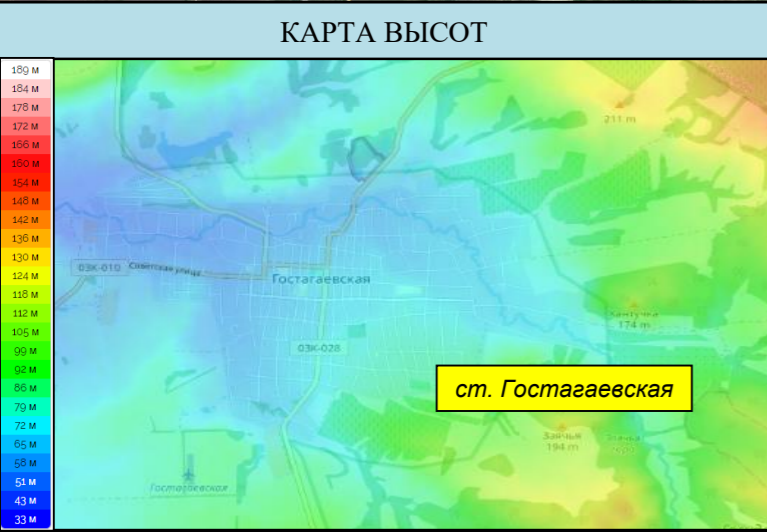 КАРТА ВЫСОТ
189 м
184 м
178 м
172 м
166 м
160 м
154 м
148 м
142 м
136 м
130 м
124 м
118 м
112 м
105 м
99 м
92 м
86 м
79 м
72 м
65 м
58 м
51 м
43 м
33 м
211 m
03К-010
Советская улица
Гостагаевская
174 m
03К-028
ст. Гостагаевская
Заячья
194 m
гора
Гостагаевская